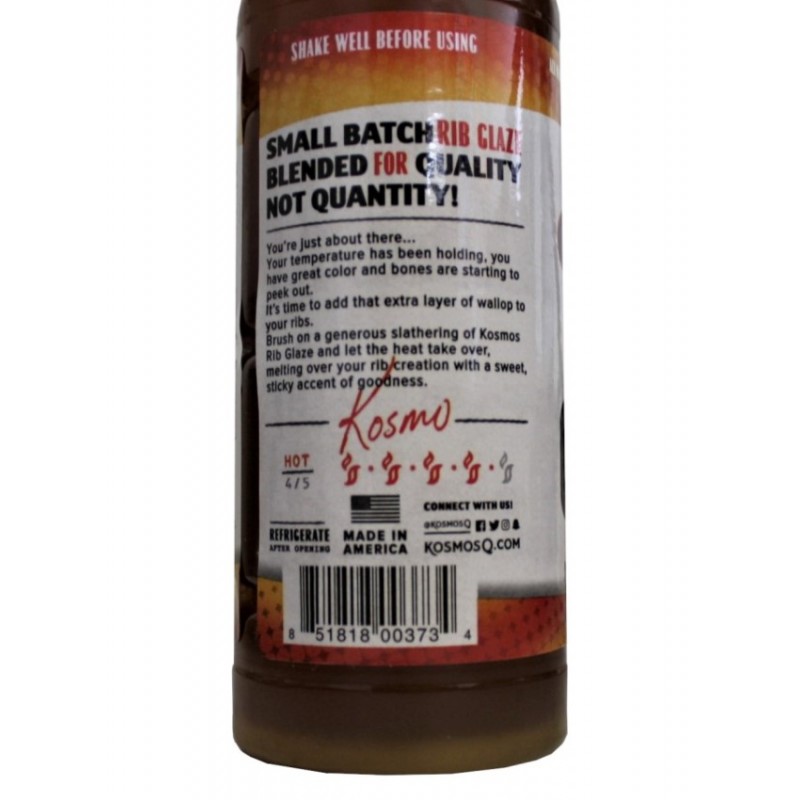 SHAKE WELL BEFORE USING
SMALL BATCH RIB GLAZE
BLENDED FOR QUALITY
NOT QUANTITY!
You're just about there...
Your temperature has been holding, you
have great color and bones are starting to
peek out.
It's time to add that extra layer of wallop to
your ribs.
Brush on a generous slathering of Kosmos
Rib Glaze and let the heat take over,
melting over your rib creation with a sweet,
sticky accent of goodness.
Kosmo
HOT
4/5
CONNECT WITH US!
@KOSMOSQ
REFRIGERATE
AFTER OPENING
MADE IN
AMERICA
KOSMOSQ.COM
8 51818 00373 4